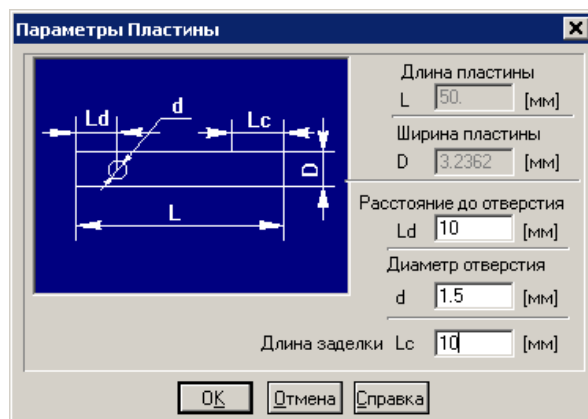 Параметры Пластины
Ld
d
Lc
D
L
Длина пластины
L 50. [мм]
Ширина пластины
D 3.2362 [мм]
Расстояние до отверстия
Ld 10 [мм]
Диаметр отверстия
d 1.5 [мм]
Длина заделки Lc 10 [мм]
OK Отмена Справка